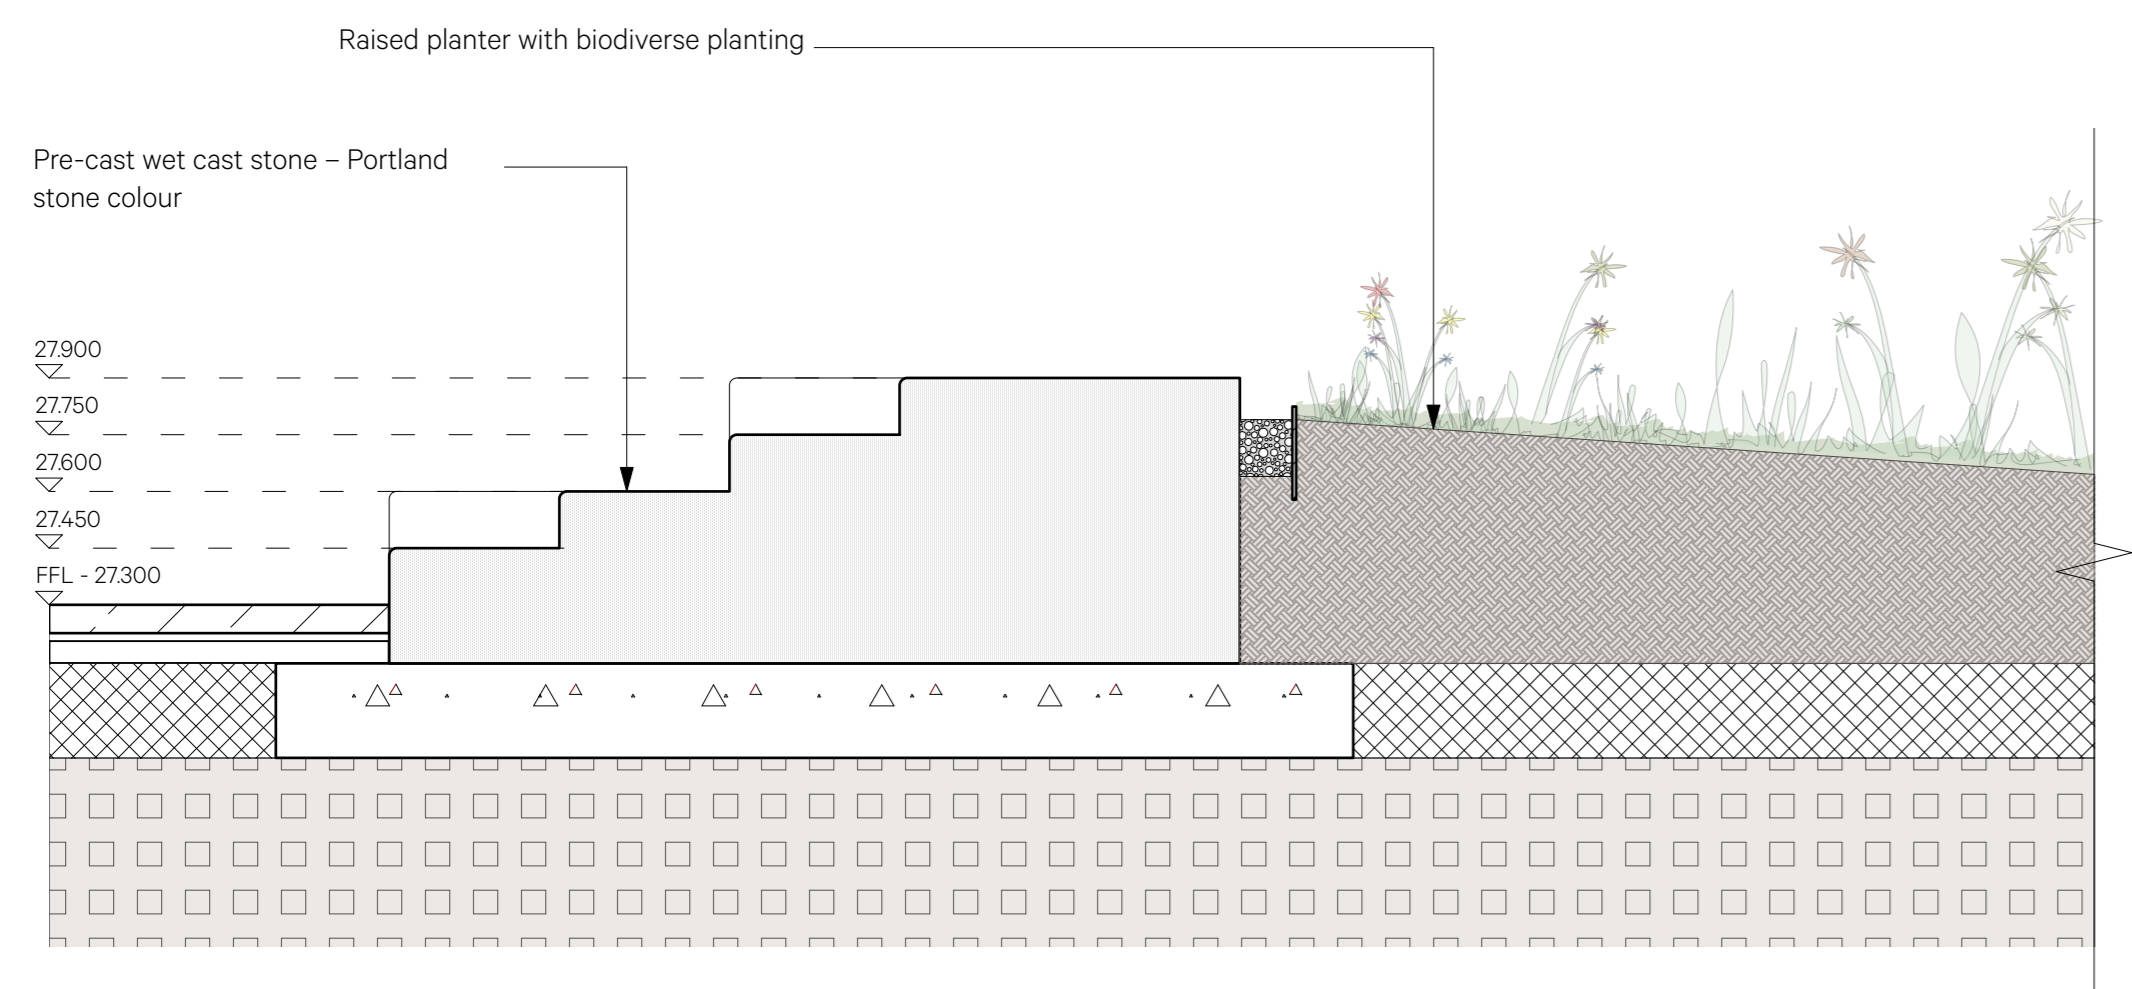 Raised planter with biodiverse planting
Pre-cast wet cast stone – Portland
stone colour
27.900
27.750
27.600
27.450
FFL - 27.300